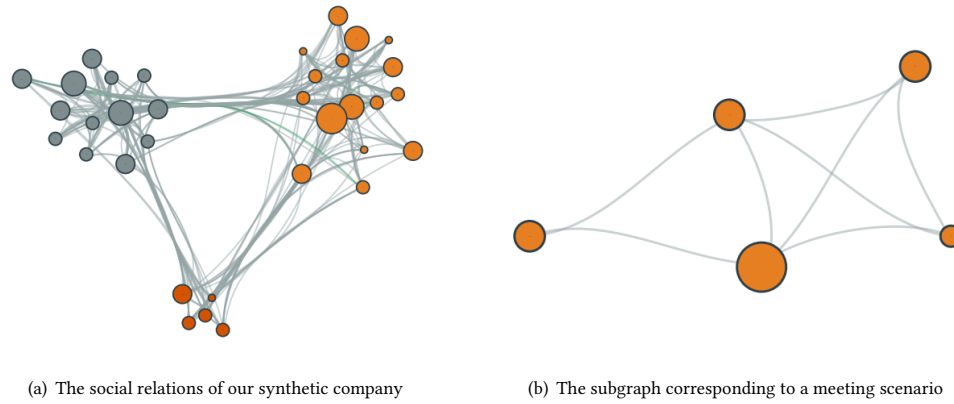 (a) The social relations of our synthetic company
(b) The subgraph corresponding to a meeting scenario